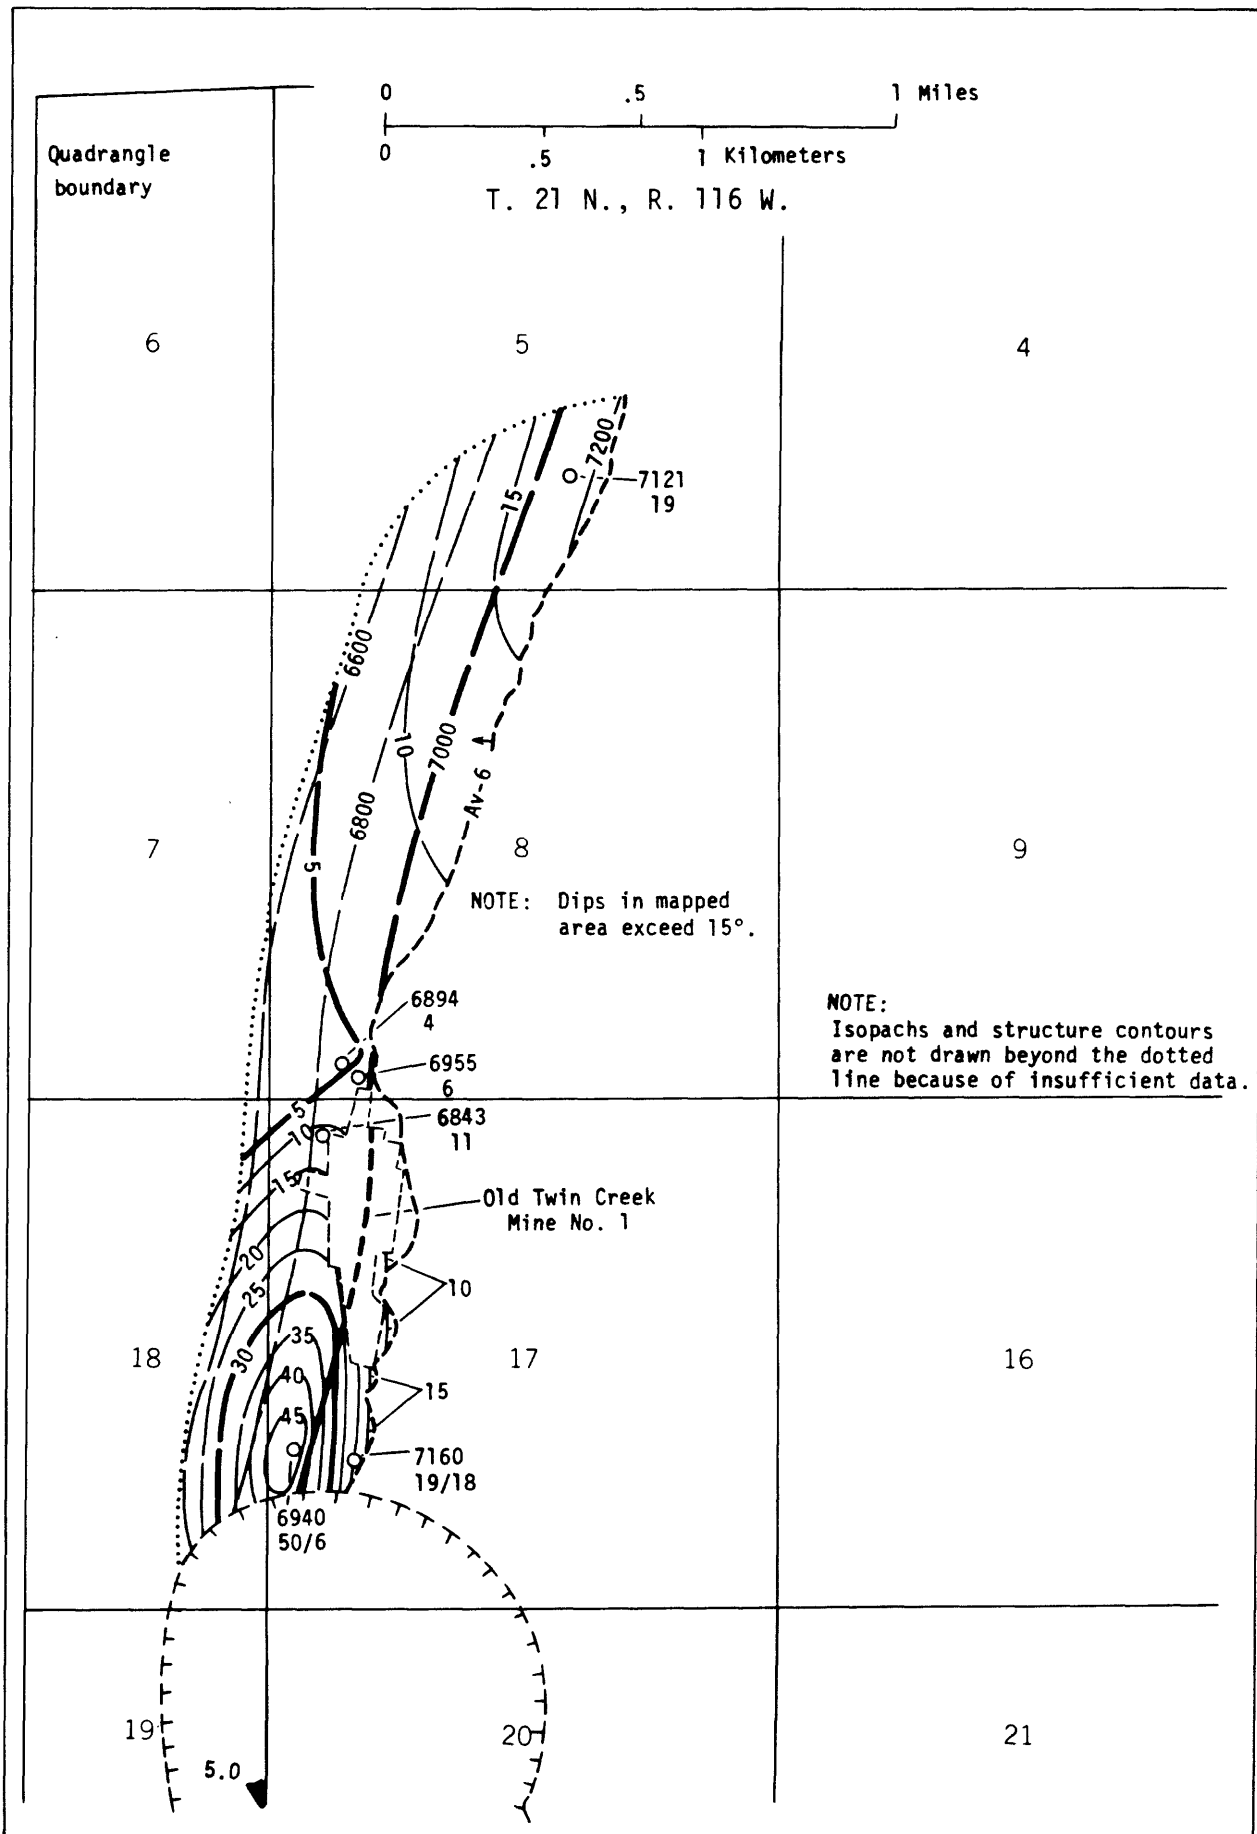 0 .5 1 Miles
0 .5 1 Kilometers
Quadrangle
boundary
T. 21 N., R. 116 W.
6 5 4
7200
7121
19
15
6600
7000
10
Av-6
6800
7 8 9
5
NOTE: Dips in mapped
area exceed 15°.
6894
4
NOTE:
Isopachs and structure contours
are not drawn beyond the dotted
line because of insufficient data.
6955
6
5
6843
11
10
15
Old Twin Creek
Mine No. 1
20
10
25
35
30
18 17 16
40
15
45
7160
19/18
6940
50/6
19 20 21
5.0